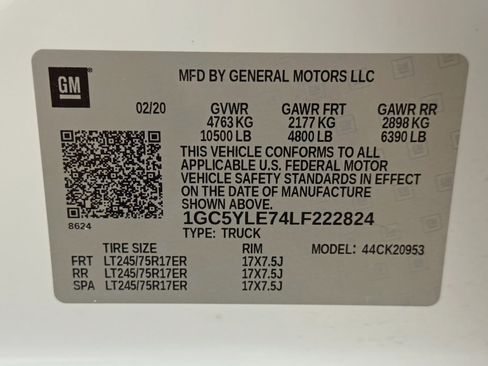 GM
MFD BY GENERAL MOTORS LLC
02/20 GVWR GAWR FRT GAWR RR
4763 KG 2177 KG 2898 KG
10500 LB 4800 LB 6390 LB
THIS VEHICLE CONFORMS TO ALL
APPLICABLE U.S. FEDERAL MOTOR
VEHICLE SAFETY STANDARDS IN EFFECT
ON THE DATE OF MANUFACTURE
SHOWN ABOVE.
8624 1GC5YLE74LF222824
TYPE: TRUCK
TIRE SIZE RIM MODEL: 44CK20953
FRT LT245/75R17ER 17X7.5J
RR LT245/75R17ER 17X7.5J
SPA LT245/75R17ER 17X7.5J